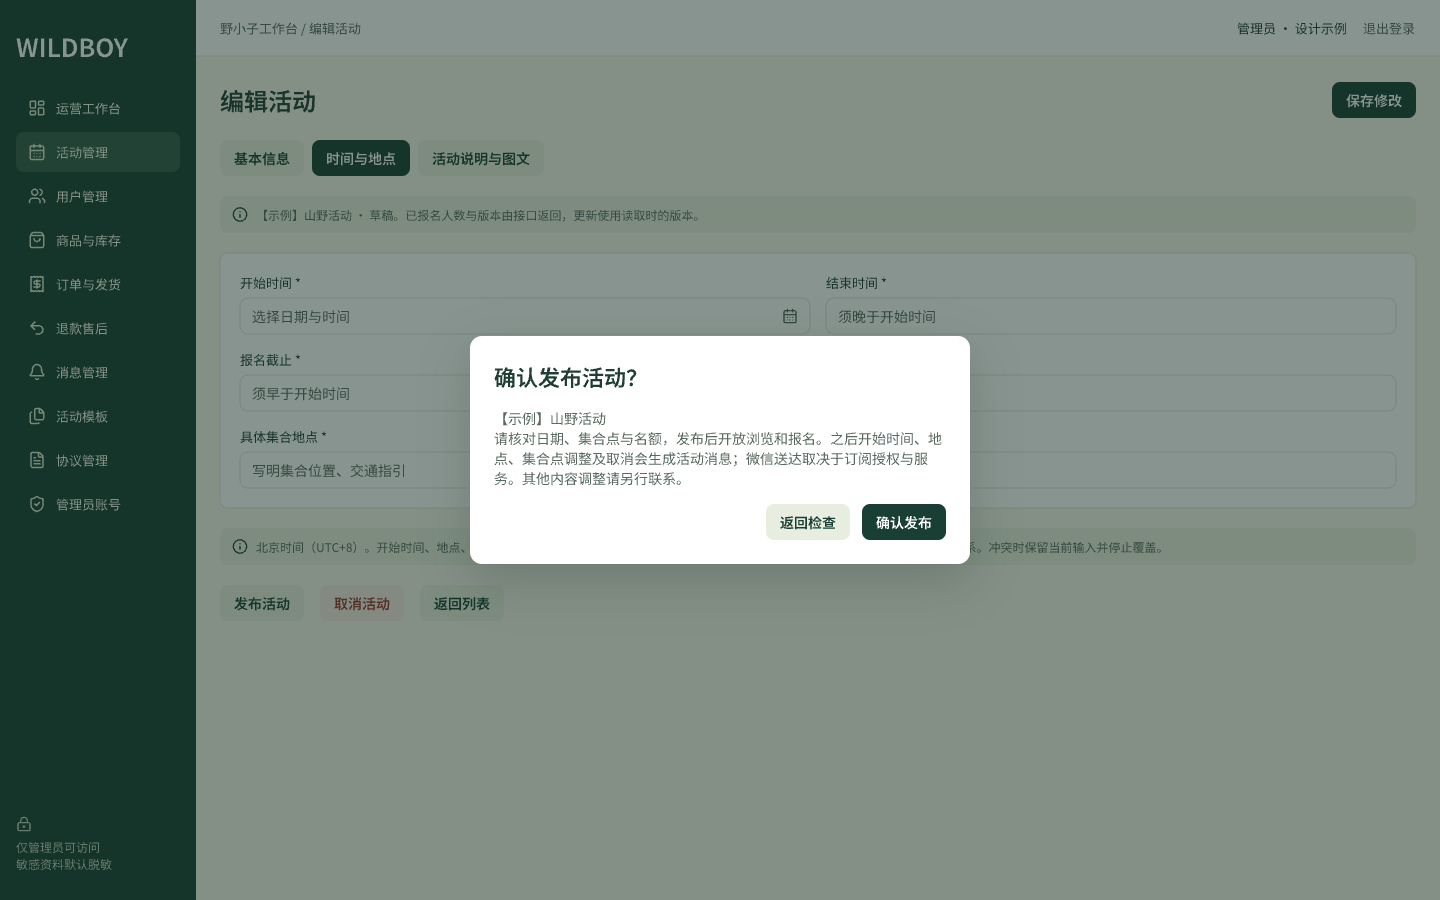 WILDBOY
运营工作台
活动管理
用户管理
商品与库存
订单与发货
退款售后
消息管理
活动模板
协议管理
管理员账号
仅管理员可访问
敏感资料默认脱敏
野小子工作台 / 编辑活动
管理员 · 设计示例
退出登录
编辑活动
保存修改
基本信息
时间与地点
活动说明与图文
【示例】山野活动 · 草稿。已报名人数与版本由接口返回，更新使用读取时的版本。
开始时间 *
结束时间 *
选择日期与时间
须晚于开始时间
报名截止 *
须早于开始时间
具体集合地点 *
写明集合位置、交通指引
确认发布活动？
【示例】山野活动
请核对日期、集合点与名额，发布后开放浏览和报名。之后开始时间、地
点、集合点调整及取消会生成活动消息；微信送达取决于订阅授权与服
务。其他内容调整请另行联系。
返回检查
确认发布
北京时间（UTC+8）。开始时间、地点、
。冲突时保留当前输入并停止覆盖。
发布活动
取消活动
返回列表